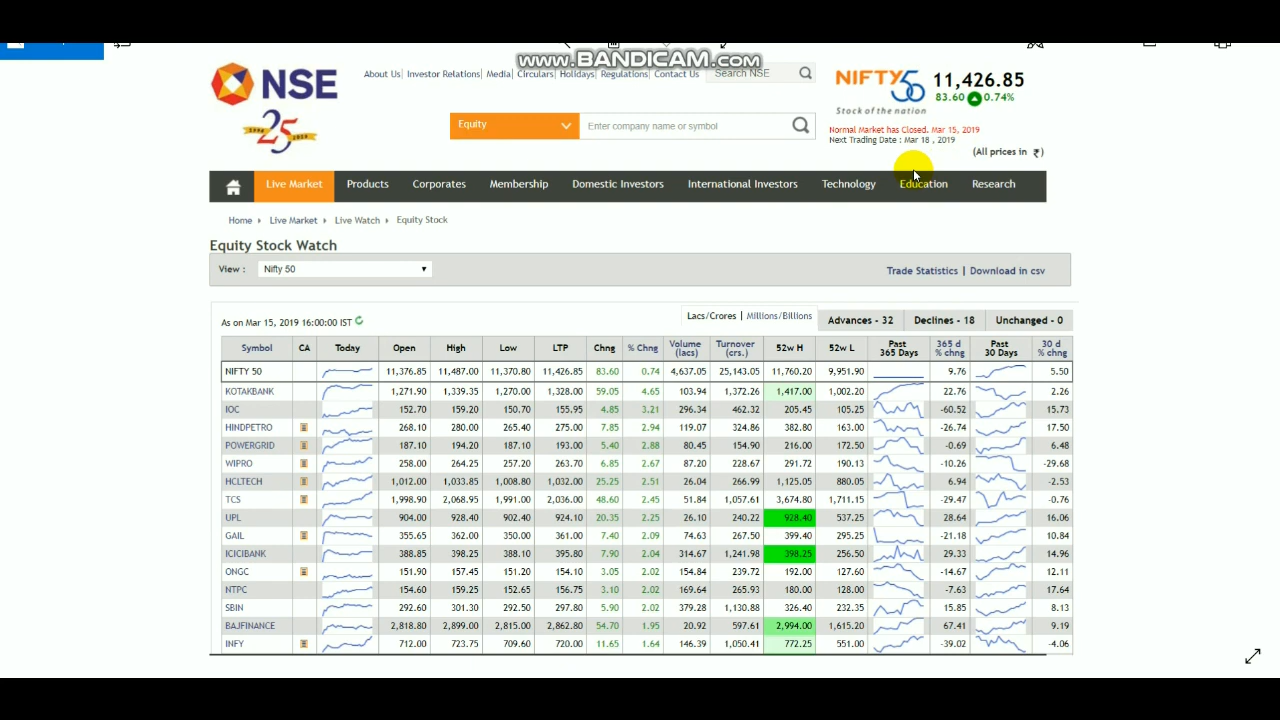 www.BANDICAM.com
NSE
About Us| Investor Relations| Media| Circulars| Holidays| Regulations| Contact Us Search NSE
NIFTY50 11,426.85
83.60 0.74%
Stock of the nation
Equity Enter company name or symbol
Normal Market has Closed. Mar 15, 2019
Next Trading Date : Mar 18 , 2019
(All prices in ₹)
Live Market Products Corporates Membership Domestic Investors International Investors Technology Education Research
Home Live Market Live Watch Equity Stock
Equity Stock Watch
View : Nifty 50 Trade Statistics | Download in csv
As on Mar 15, 2019 16:00:00 IST Lacs/Crores | Millions/Billions Advances - 32 Declines - 18 Unchanged - 0
Symbol CA Today Open High Low LTP Chng % Chng Volume (lacs) Turnover (crs.) 52w H 52w L Past 365 Days 365 d % chng Past 30 Days 30 d % chng
NIFTY 50 11,376.85 11,487.00 11,370.80 11,426.85 83.60 0.74 4,637.05 25,143.05 11,760.20 9,951.90 9.76 5.50
KOTAKBANK 1,271.90 1,339.35 1,270.00 1,328.00 59.05 4.65 103.94 1,372.26 1,417.00 1,002.20 22.76 2.26
IOC 152.70 159.20 150.70 155.95 4.85 3.21 296.34 462.32 205.45 105.25 -60.52 15.73
HINDPETRO 268.10 280.00 265.40 275.00 7.85 2.94 119.07 324.86 382.80 163.00 -26.74 17.50
POWERGRID 187.10 194.20 187.10 193.00 5.40 2.88 80.45 154.90 216.00 172.50 -0.69 6.48
WIPRO 258.00 264.25 257.20 263.70 6.85 2.67 87.20 228.67 291.72 190.13 -10.26 -29.68
HCLTECH 1,012.00 1,033.85 1,008.80 1,032.00 25.25 2.51 26.04 266.99 1,125.05 880.05 6.94 -2.53
TCS 1,998.90 2,068.95 1,991.00 2,036.00 48.60 2.45 51.84 1,057.61 3,674.80 1,711.15 -29.47 -0.76
UPL 904.00 928.40 902.40 924.10 20.35 2.25 26.10 240.22 928.40 537.25 28.64 16.06
GAIL 355.65 362.00 350.00 361.00 7.40 2.09 74.63 267.50 399.40 295.25 -21.18 10.84
ICICIBANK 388.85 398.25 388.10 395.80 7.90 2.04 314.67 1,241.98 398.25 256.50 29.33 14.96
ONGC 151.90 157.45 151.20 154.10 3.05 2.02 154.84 239.72 192.00 127.60 -14.67 12.11
NTPC 154.60 159.25 152.65 156.75 3.10 2.02 169.64 265.93 180.00 128.00 -7.63 17.64
SBIN 292.60 301.30 292.50 297.80 5.90 2.02 379.28 1,130.88 326.40 232.35 15.85 8.13
BAJFINANCE 2,818.80 2,899.00 2,815.00 2,862.80 54.70 1.95 20.92 597.61 2,994.00 1,615.20 67.41 9.19
INFY 712.00 723.75 709.60 720.00 11.65 1.64 146.39 1,050.41 772.25 551.00 -39.02 -4.06